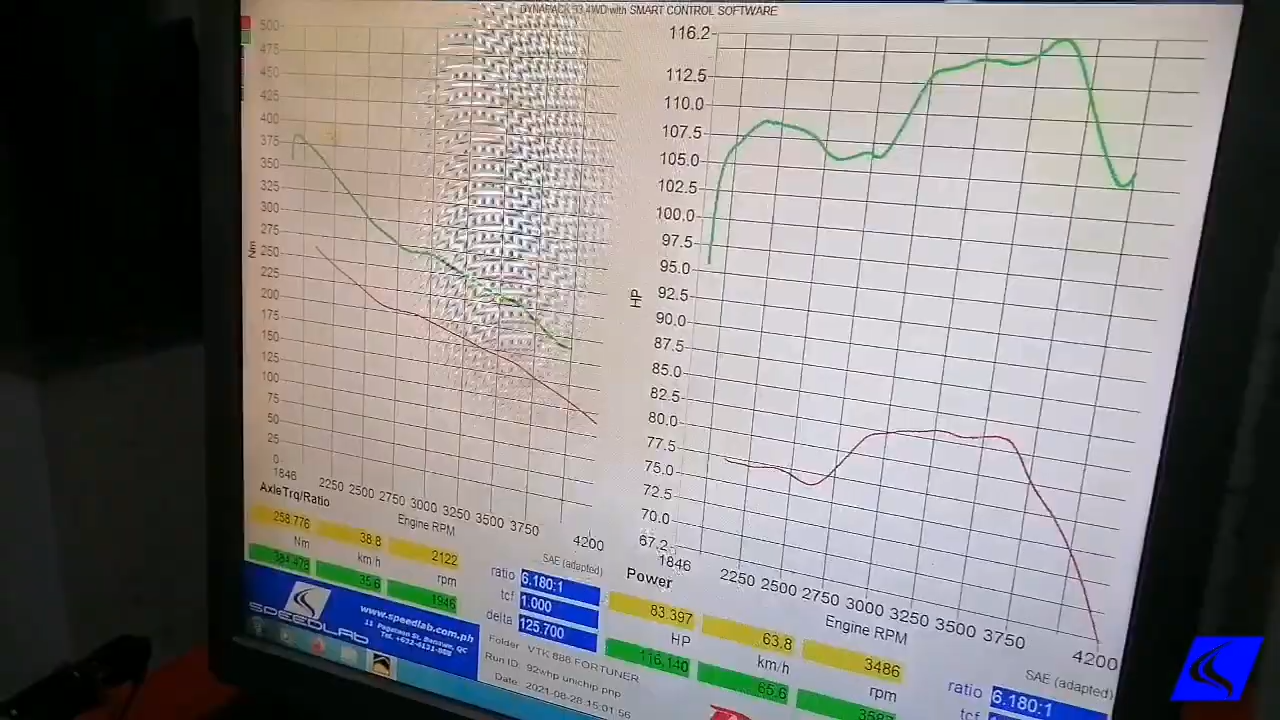 DYNAPACK 93 4WD with SMART CONTROL SOFTWARE
500
475
450
425
400
375
350
325
300
275
250
225
200
175
150
125
100
75
50
25
0
Nm
1846 2250 2500 2750 3000 3250 3500 3750 4200
AxleTrq/Ratio
Engine RPM
SAE (adapted)
258.776 38.8 2122
Nm km/h rpm
384.478 35.6 1946
ratio 6.180:1
tcf 1.000
delta 125.700
116.2
112.5
110.0
107.5
105.0
102.5
100.0
97.5
95.0
92.5
90.0
87.5
85.0
82.5
80.0
77.5
75.0
72.5
70.0
67.2
HP
1846 2250 2500 2750 3000 3250 3500 3750 4200
Power
Engine RPM
SAE (adapted)
83.397 63.8 3486
HP km/h rpm
116.140 65.6 3587
ratio 6.180:1
tcf
SPEEDLAB
www.speedlab.com.ph
Folder VTK 888 FORTUNER
Run ID: 92whp unichip pnp
Date: 2021-08-28 15:01:56